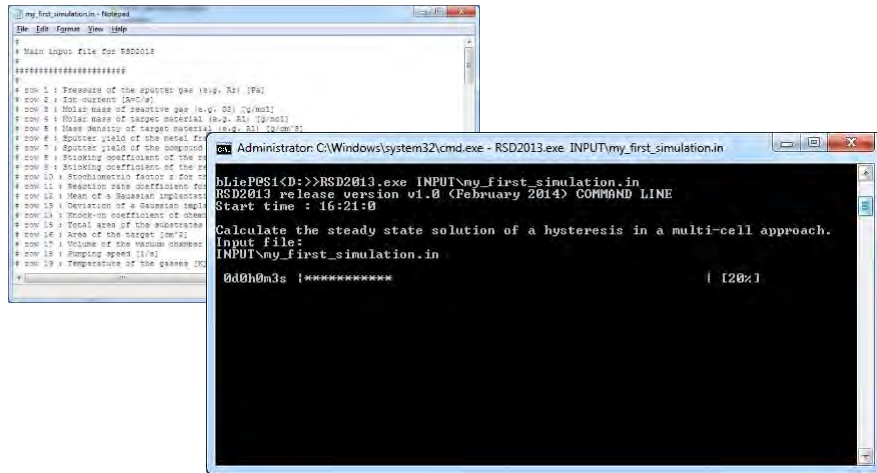 my_first_simulation.in - Notepad
File Edit Format View Help
#
# Main input file for RSD2013
#
#######################
#
# row 1 : Pressure of the sputter gas (e.g. Ar) [Pa]
# row 2 : Ion current [A=C/s]
# row 3 : Molar mass of reactive gas (e.g. O2) [g/mol]
# row 4 : Molar mass of target material (e.g. Al) [g/mol]
# row 5 : Mass density of target material (e.g. Al) [g/cm^3]
# row 6 : Sputter yield of the metal
# row 7 : Sputter yield of the compound
# row 8 : Sticking coefficient of the
# row 9 : Sticking coefficient of the
# row 10 : Stochiometric factor z for
# row 11 : Reaction rate coefficient
# row 12 : Mean of a Gaussian
# row 13 : Deviation of a Gaussian
# row 14 : Knock-on coefficient of
# row 15 : Total area of the substrates
# row 16 : Area of the target [cm^2]
# row 17 : Volume of the vacuum chamber
# row 18 : Pumping speed [l/s]
# row 19 : Temperature of the gasses [K]
Administrator: C:\Windows\system32\cmd.exe - RSD2013.exe INPUT\my_first_simulation.in
bLieP@S1<D:>>RSD2013.exe INPUT\my_first_simulation.in
RSD2013 release version v1.0 (February 2014) COMMAND LINE
Start time : 16:21:0
Calculate the steady state solution of a hysteresis in a multi-cell approach.
Input file:
INPUT\my_first_simulation.in
0d0h0m3s |*********** | [20%]